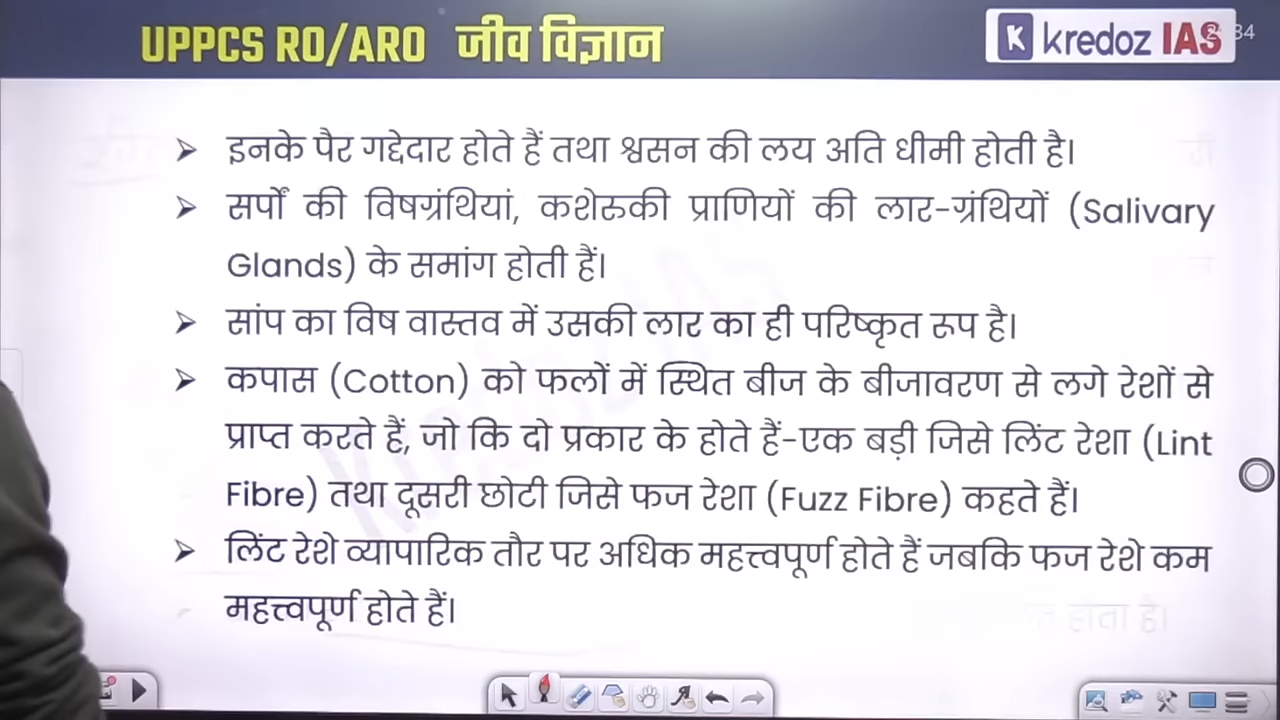 UPPCS RO/ARO जीव विज्ञान
K kredoz IAS
➤ इनके पैर गद्देदार होते हैं तथा श्वसन की लय अति धीमी होती है।
➤ सर्पों की विषग्रंथियां, कशेरुकी प्राणियों की लार-ग्रंथियों (Salivary
Glands) के समांग होती हैं।
➤ सांप का विष वास्तव में उसकी लार का ही परिष्कृत रूप है।
➤ कपास (Cotton) को फलों में स्थित बीज के बीजावरण से लगे रेशों से
प्राप्त करते हैं, जो कि दो प्रकार के होते हैं-एक बड़ी जिसे लिंट रेशा (Lint
Fibre) तथा दूसरी छोटी जिसे फज रेशा (Fuzz Fibre) कहते हैं।
➤ लिंट रेशे व्यापारिक तौर पर अधिक महत्त्वपूर्ण होते हैं जबकि फज रेशे कम
महत्त्वपूर्ण होते हैं।